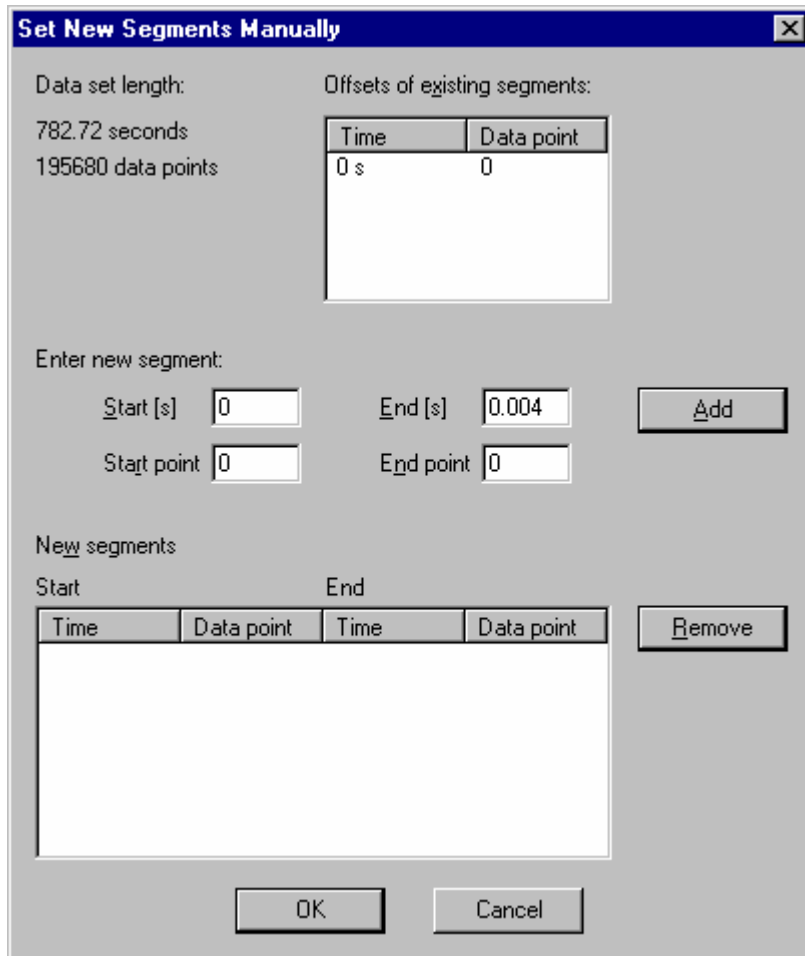 Set New Segments Manually
Data set length:
Offsets of existing segments:
782.72 seconds
195680 data points
Time Data point
0 s 0
Enter new segment:
Start [s] 0 End [s] 0.004 Add
Start point 0 End point 0
New segments
Start End
Time Data point Time Data point
Remove
OK Cancel